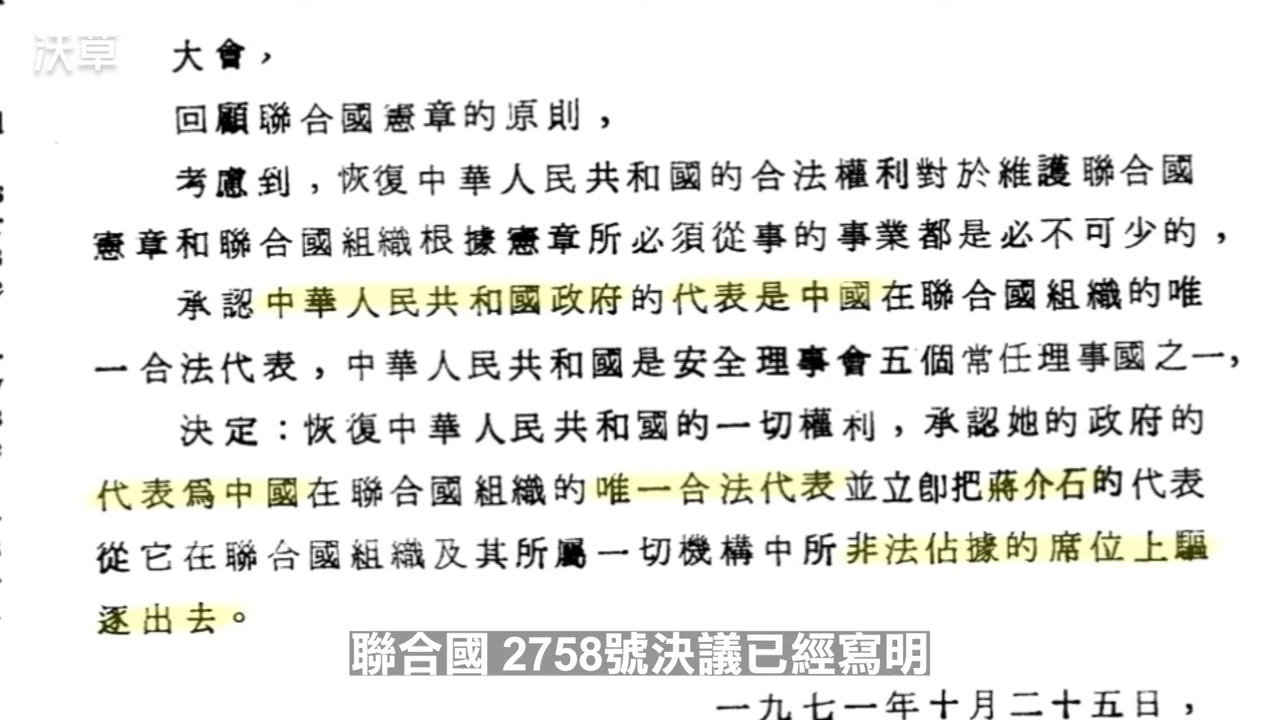 沃草
大會，
回顧聯合國憲章的原則，
考慮到，恢復中華人民共和國的合法權利對於維護聯合國
憲章和聯合國組織根據憲章所必須從事的事業都是必不可少的，
承認中華人民共和國政府的代表是中國在聯合國組織的唯
一合法代表，中華人民共和國是安全理事會五個常任理事國之一，
決定：恢復中華人民共和國的一切權利，承認她的政府的
代表爲中國在聯合國組織的唯一合法代表並立卽把蔣介石的代表
從它在聯合國組織及其所屬一切機構中所非法佔據的席位上驅
逐出去。
聯合國 2758號決議已經寫明
一九七一年十月二十五日，